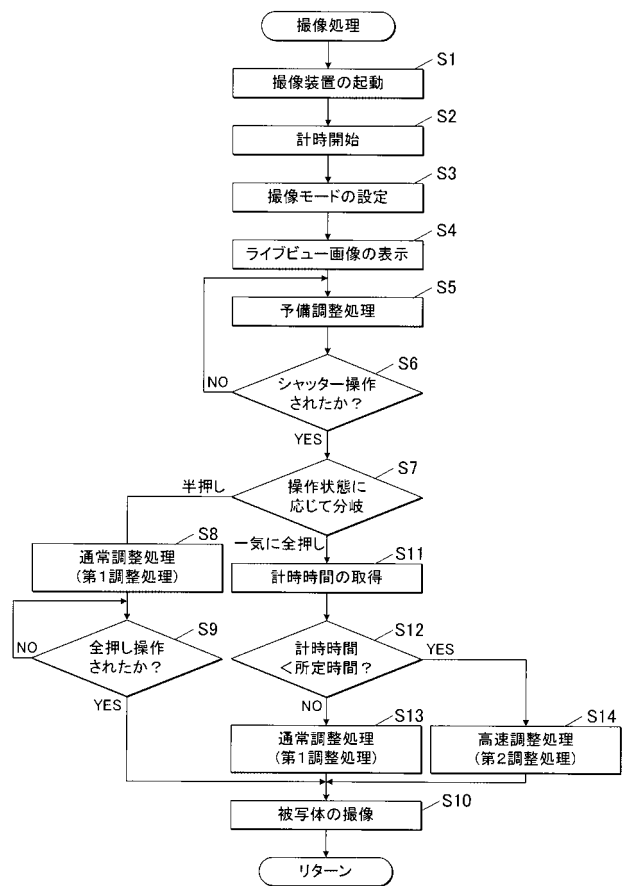 撮像処理
S1
撮像装置の起動
S2
計時開始
S3
撮像モードの設定
S4
ライブビュー画像の表示
S5
予備調整処理
S6
シャッター操作
されたか？
NO
YES
S7
操作状態に
応じて分岐
半押し
一気に全押し
S8
通常調整処理
(第１調整処理)
S11
計時時間の取得
S9
全押し操作
されたか？
NO
YES
S12
計時時間
＜所定時間？
YES
NO
S13
通常調整処理
(第１調整処理)
S14
高速調整処理
(第２調整処理)
S10
被写体の撮像
リターン